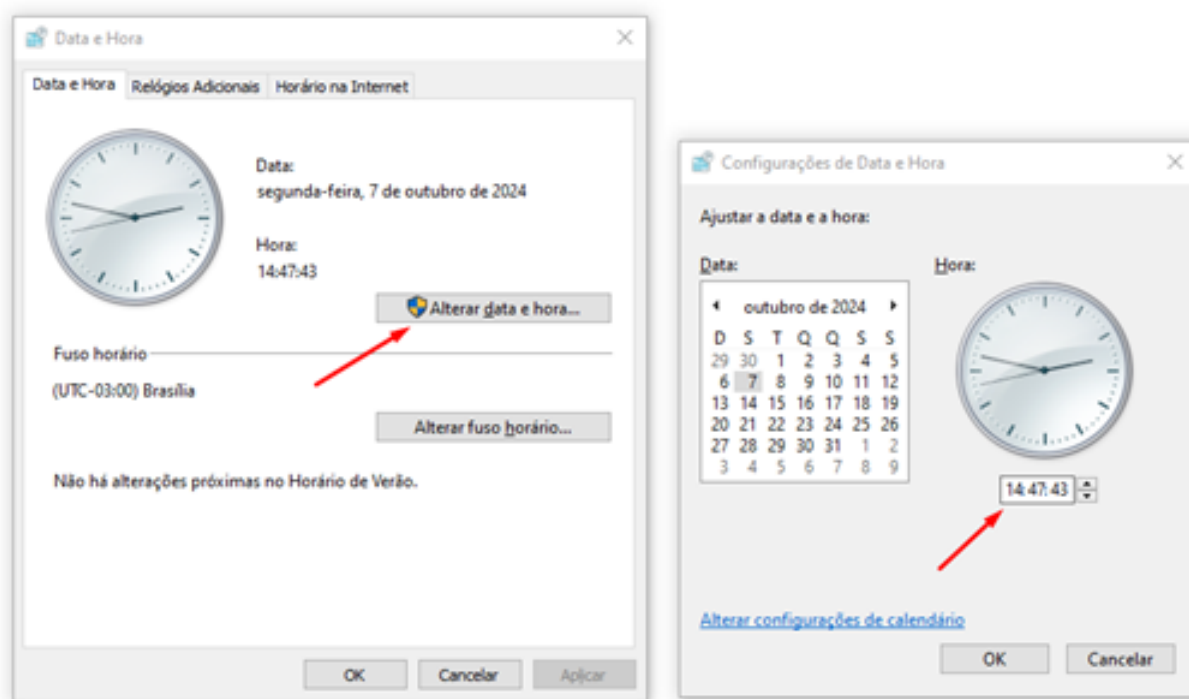 Data e Hora
Data e Hora Relógios Adicionais Horário na Internet
Data:
segunda-feira, 7 de outubro de 2024
Hora:
14:47:43
Alterar data e hora...
Fuso horário
(UTC-03:00) Brasília
Alterar fuso horário...
Não há alterações próximas no Horário de Verão.
OK Cancelar Aplicar
Configurações de Data e Hora
Ajustar a data e a hora:
Data: Hora:
outubro de 2024
D S T Q Q S S
29 30 1 2 3 4 5
6 7 8 9 10 11 12
13 14 15 16 17 18 19
20 21 22 23 24 25 26
27 28 29 30 31 1 2
3 4 5 6 7 8 9
14:47:43
Alterar configurações de calendário
OK Cancelar